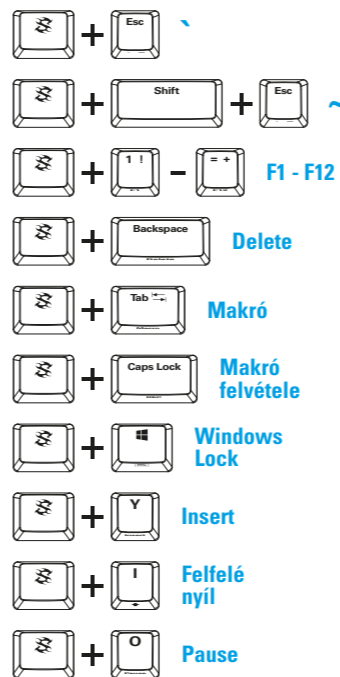 + Esc `
+ Shift + Esc ~
+ 1 ! - = + F1 - F12
+ Backspace Delete
+ Tab Makró
+ Caps Lock Makró felvétele
+ Windows Lock
+ Y Insert
+ I Felfelé nyíl
+ O Pause